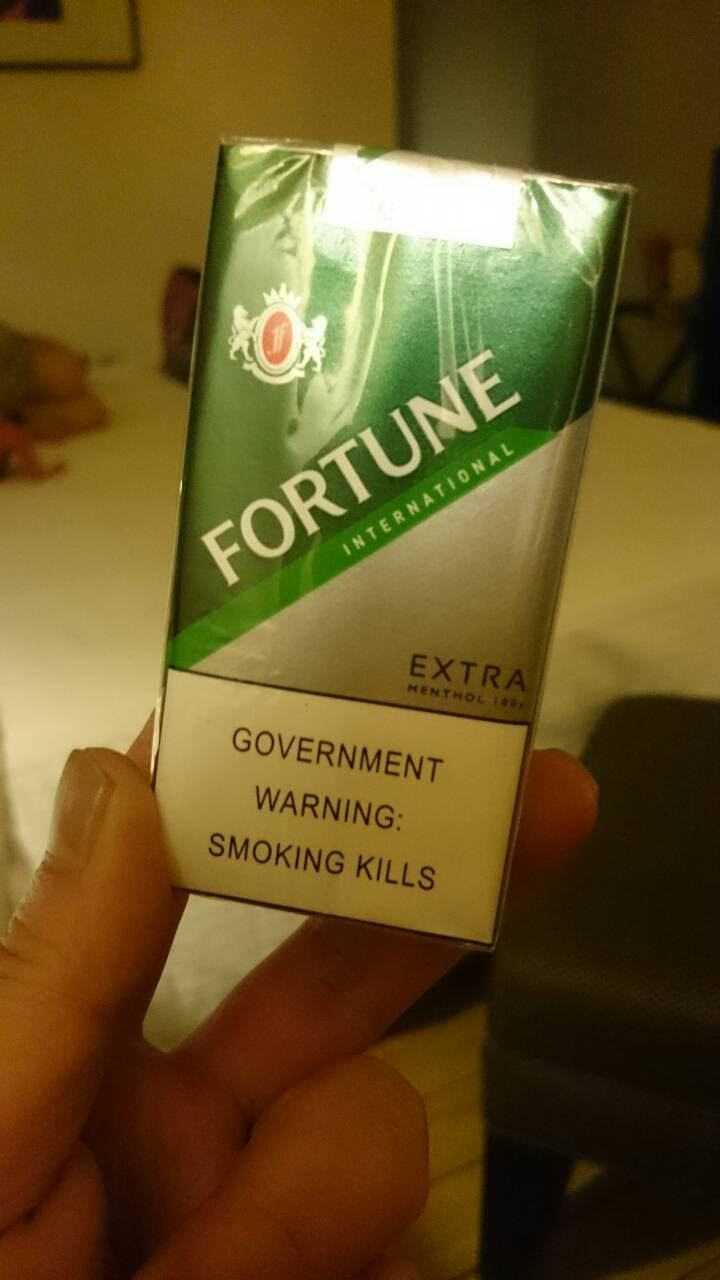 FORTUNE
INTERNATIONAL
EXTRA
MENTHOL 100s
GOVERNMENT
WARNING:
SMOKING KILLS